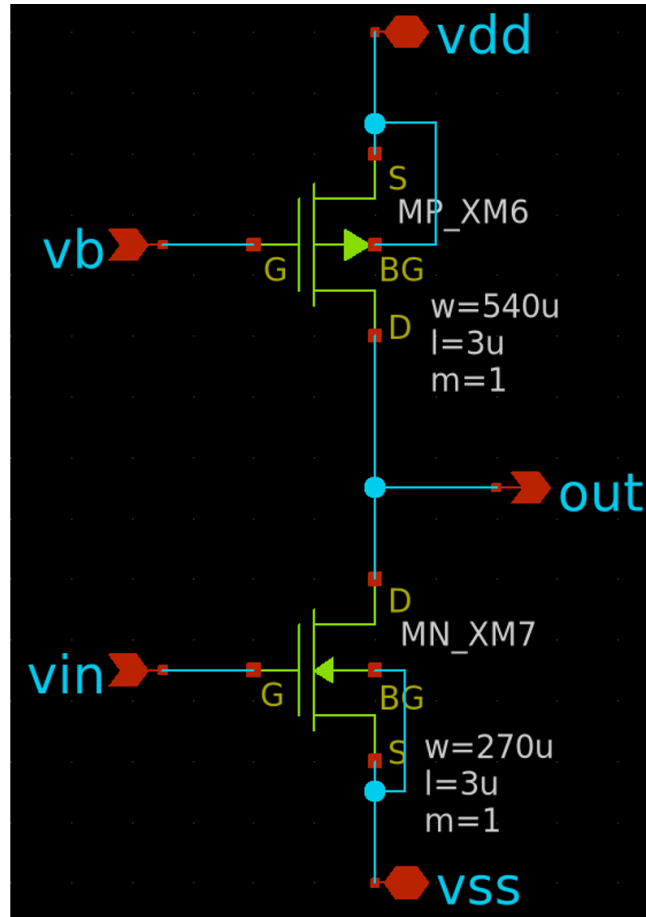 vdd
S
MP_XM6
vb
G
BG
w=540u
D
l=3u
m=1
out
D
MN_XM7
vin
G
BG
S
w=270u
l=3u
m=1
vss